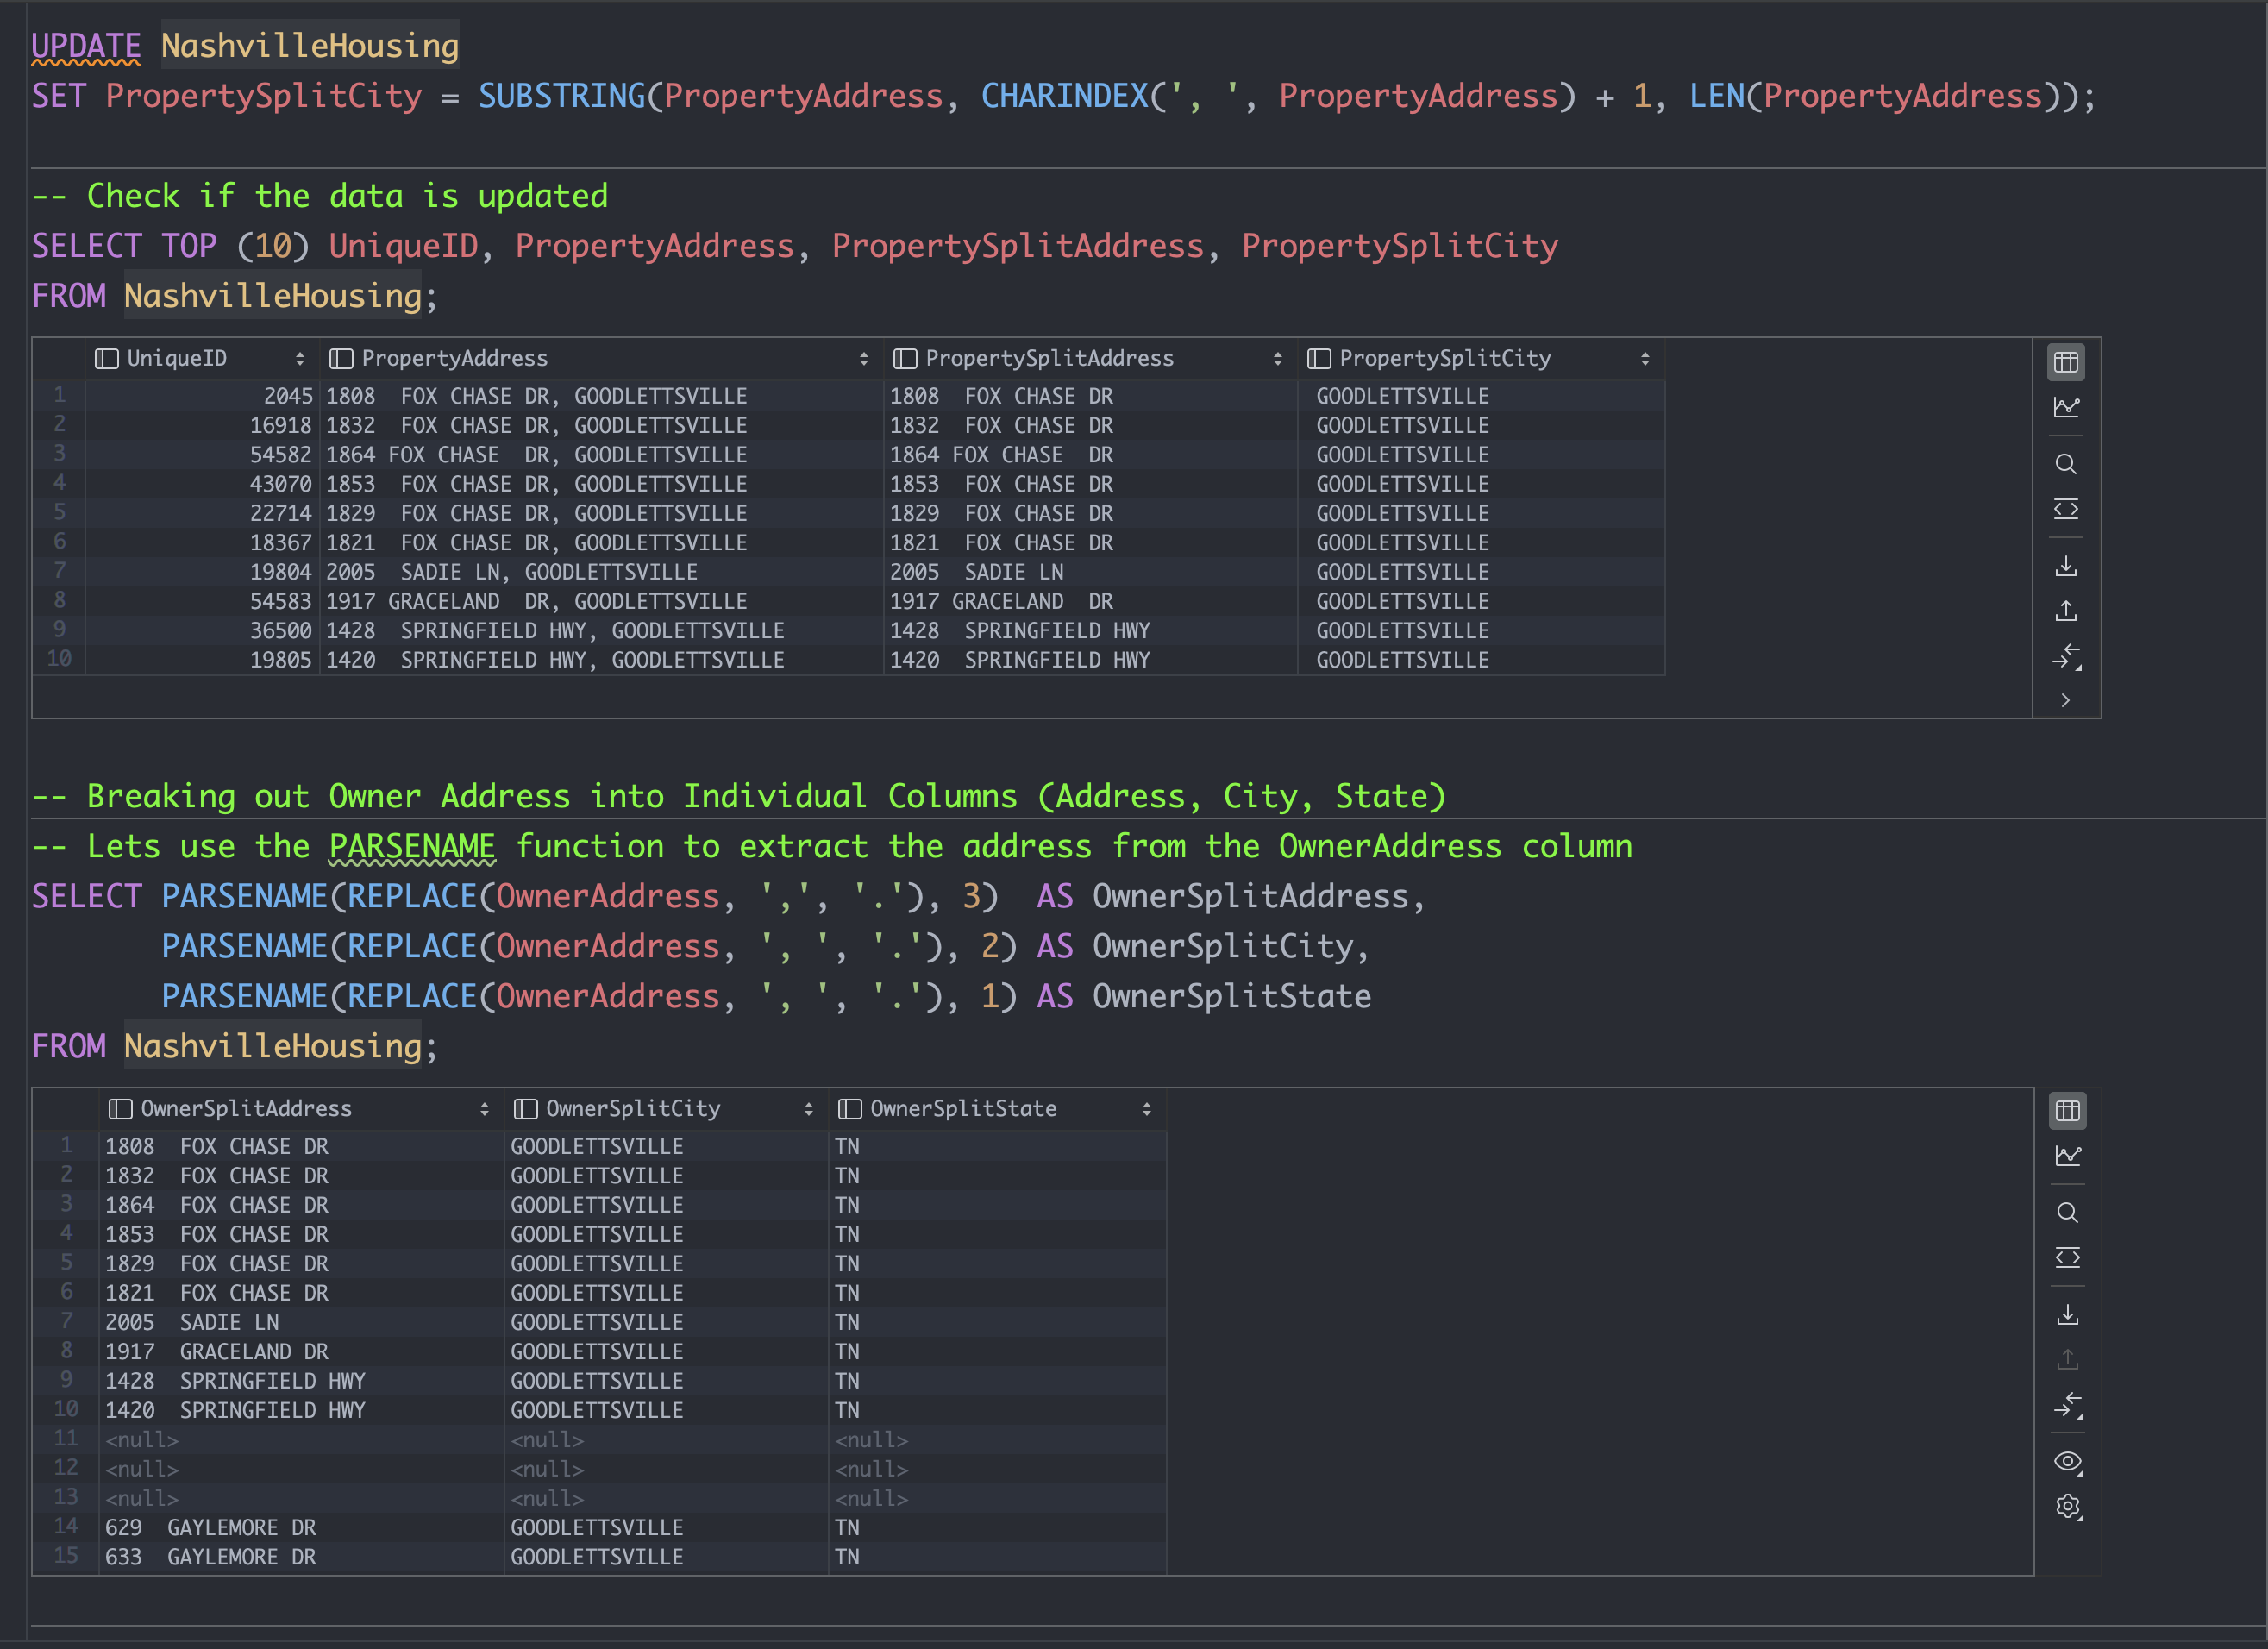 UPDATE NashvilleHousing
SET PropertySplitCity = SUBSTRING(PropertyAddress, CHARINDEX(', ', PropertyAddress) + 1, LEN(PropertyAddress));
-- Check if the data is updated
SELECT TOP (10) UniqueID, PropertyAddress, PropertySplitAddress, PropertySplitCity
FROM NashvilleHousing;
UniqueID PropertyAddress PropertySplitAddress PropertySplitCity
1 2045 1808  FOX CHASE DR, GOODLETTSVILLE 1808  FOX CHASE DR GOODLETTSVILLE
2 16918 1832  FOX CHASE DR, GOODLETTSVILLE 1832  FOX CHASE DR GOODLETTSVILLE
3 54582 1864 FOX CHASE  DR, GOODLETTSVILLE 1864 FOX CHASE  DR GOODLETTSVILLE
4 43070 1853  FOX CHASE DR, GOODLETTSVILLE 1853  FOX CHASE DR GOODLETTSVILLE
5 22714 1829  FOX CHASE DR, GOODLETTSVILLE 1829  FOX CHASE DR GOODLETTSVILLE
6 18367 1821  FOX CHASE DR, GOODLETTSVILLE 1821  FOX CHASE DR GOODLETTSVILLE
7 19804 2005  SADIE LN, GOODLETTSVILLE 2005  SADIE LN GOODLETTSVILLE
8 54583 1917 GRACELAND  DR, GOODLETTSVILLE 1917 GRACELAND  DR GOODLETTSVILLE
9 36500 1428  SPRINGFIELD HWY, GOODLETTSVILLE 1428  SPRINGFIELD HWY GOODLETTSVILLE
10 19805 1420  SPRINGFIELD HWY, GOODLETTSVILLE 1420  SPRINGFIELD HWY GOODLETTSVILLE
-- Breaking out Owner Address into Individual Columns (Address, City, State)
-- Lets use the PARSENAME function to extract the address from the OwnerAddress column
SELECT PARSENAME(REPLACE(OwnerAddress, ',', '.'), 3)  AS OwnerSplitAddress,
PARSENAME(REPLACE(OwnerAddress, ', ', '.'), 2) AS OwnerSplitCity,
PARSENAME(REPLACE(OwnerAddress, ', ', '.'), 1) AS OwnerSplitState
FROM NashvilleHousing;
OwnerSplitAddress OwnerSplitCity OwnerSplitState
1 1808  FOX CHASE DR GOODLETTSVILLE TN
2 1832  FOX CHASE DR GOODLETTSVILLE TN
3 1864  FOX CHASE DR GOODLETTSVILLE TN
4 1853  FOX CHASE DR GOODLETTSVILLE TN
5 1829  FOX CHASE DR GOODLETTSVILLE TN
6 1821  FOX CHASE DR GOODLETTSVILLE TN
7 2005  SADIE LN GOODLETTSVILLE TN
8 1917  GRACELAND DR GOODLETTSVILLE TN
9 1428  SPRINGFIELD HWY GOODLETTSVILLE TN
10 1420  SPRINGFIELD HWY GOODLETTSVILLE TN
11 <null> <null> <null>
12 <null> <null> <null>
13 <null> <null> <null>
14 629  GAYLEMORE DR GOODLETTSVILLE TN
15 633  GAYLEMORE DR GOODLETTSVILLE TN